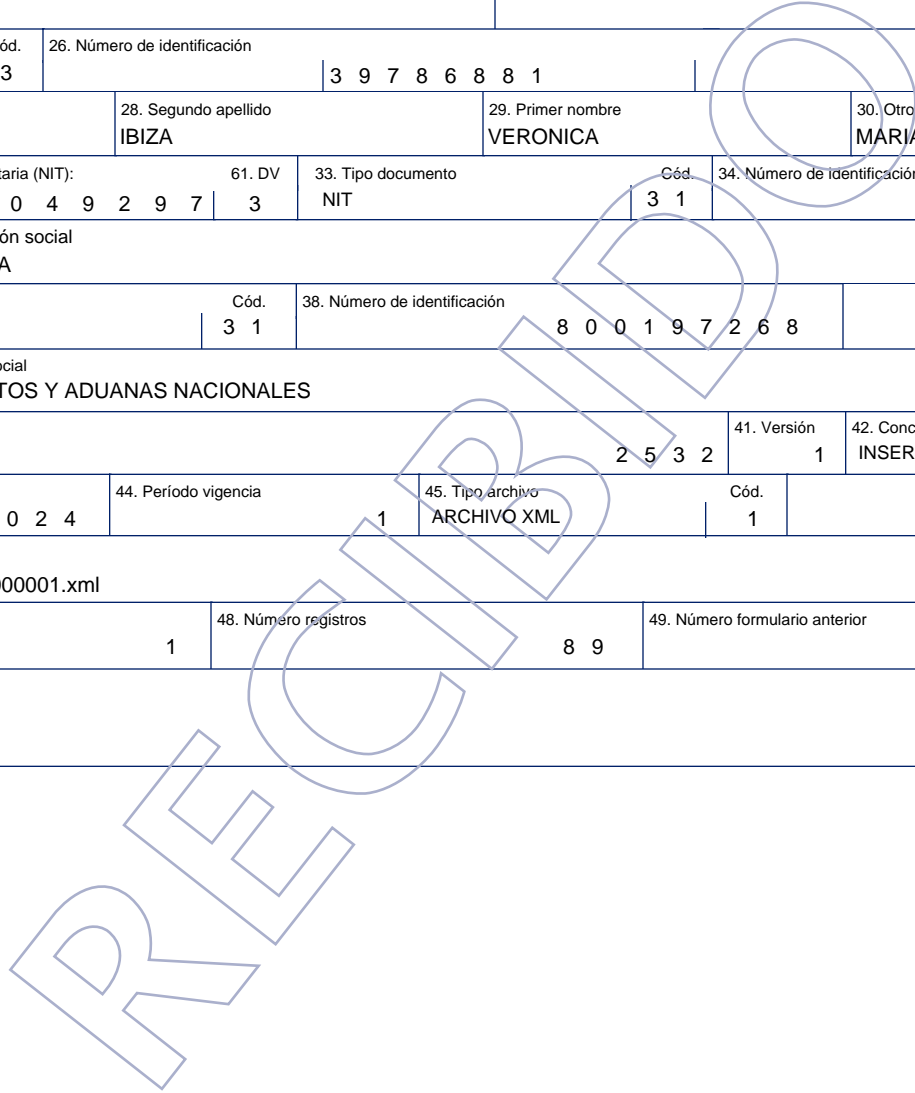 ód. 26. Número de identificación
3 3 9 7 8 6 8 8 1
28. Segundo apellido 29. Primer nombre 30. Otro
IBIZA VERONICA MARIA
taria (NIT): 61. DV 33. Tipo documento Cód. 34. Número de identificación
0 4 9 2 9 7 3 NIT 3 1
ón social
A
Cód. 38. Número de identificación
3 1 8 0 0 1 9 7 2 6 8
ocial
TOS Y ADUANAS NACIONALES
41. Versión 42. Conc
2 5 3 2 1 INSER
44. Período vigencia 45. Tipo archivo Cód.
0 2 4 1 ARCHIVO XML 1
000001.xml
48. Número registros 49. Número formulario anterior
1 8 9
RECIBIDO